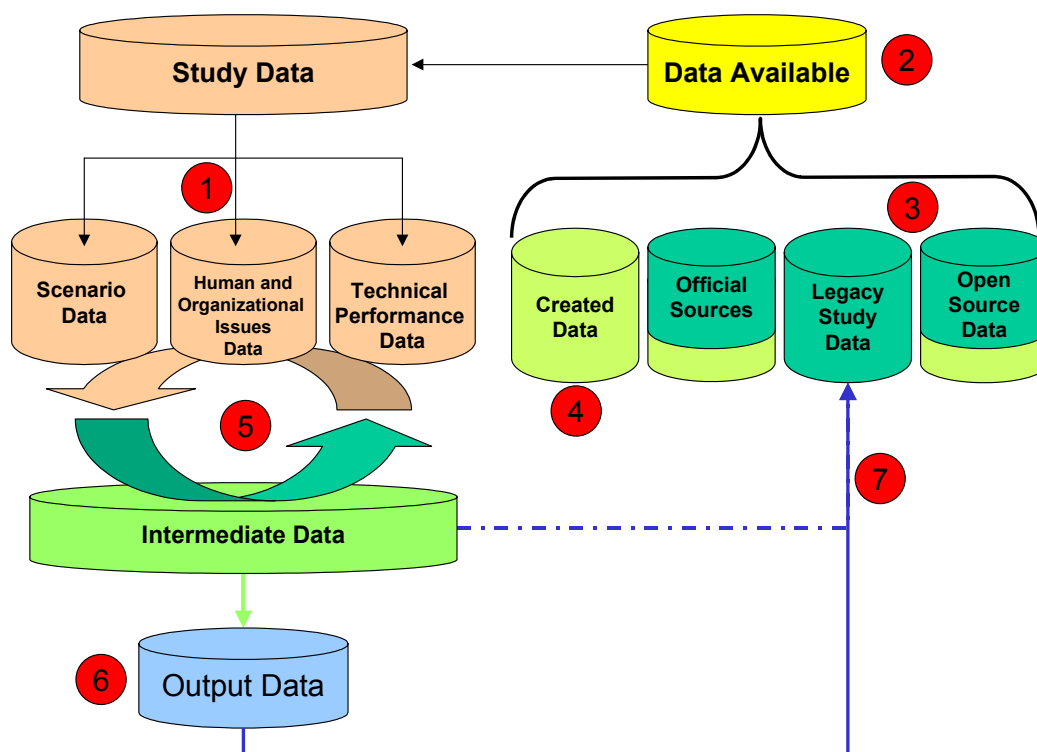 Study Data
Data Available
2
1
3
Scenario
Data
Human and
Organizational
Issues
Data
Technical
Performance
Data
Created
Data
Official
Sources
Legacy
Study
Data
Open
Source
Data
4
5
7
Intermediate Data
6
Output Data